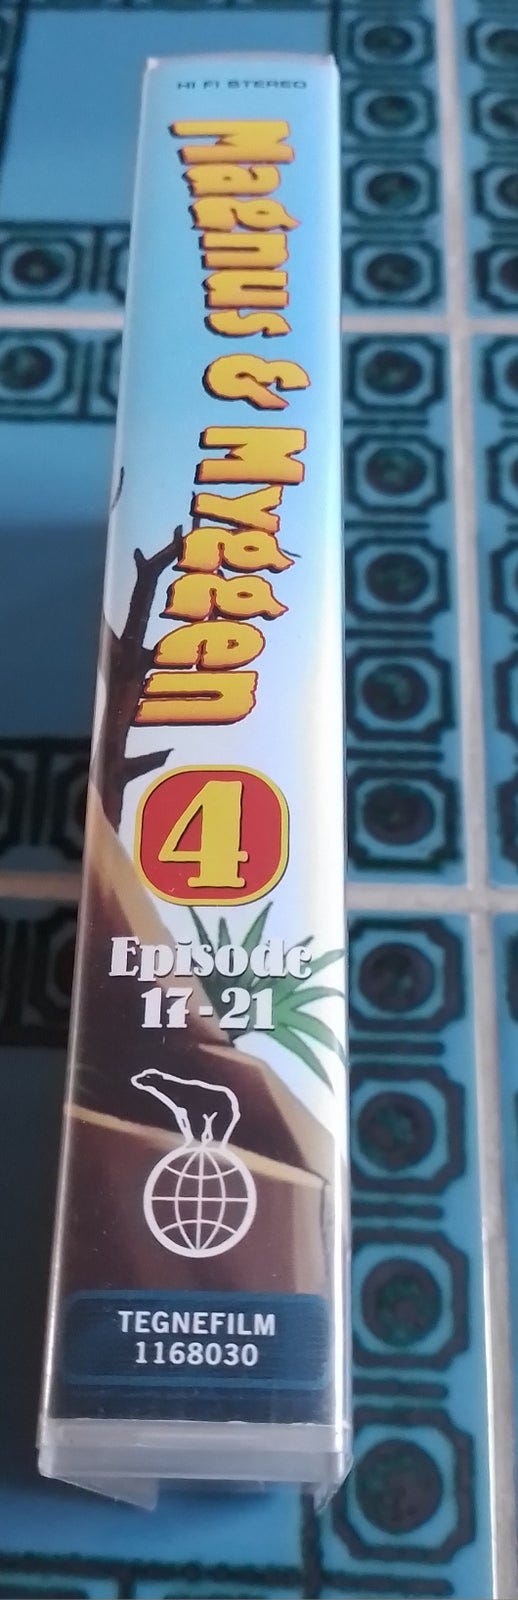 HI FI STEREO
Magnus & Myggen
4
Episode
17-21
TEGNEFILM
1168030